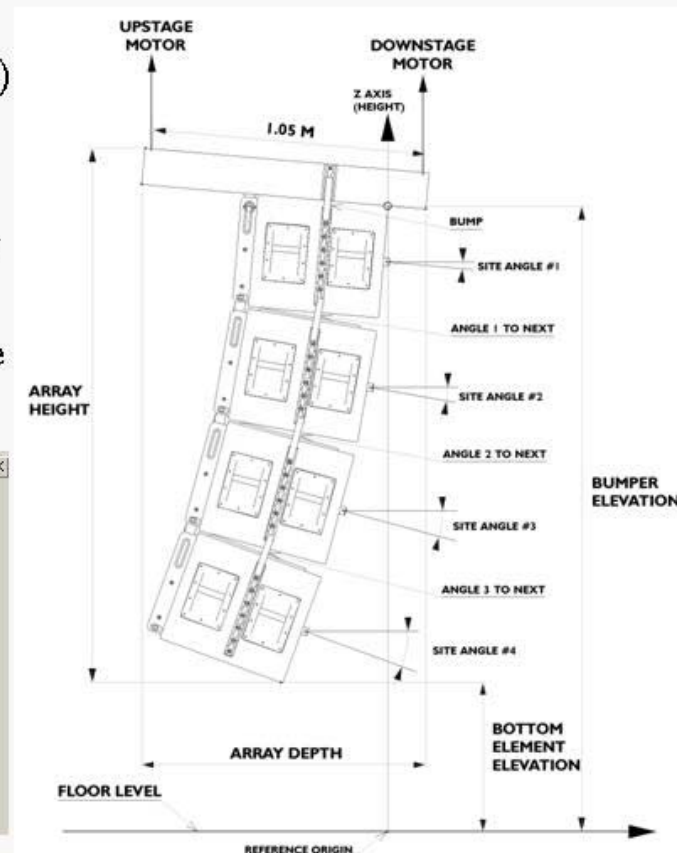 UPSTAGE
MOTOR
DOWNSTAGE
MOTOR
Z AXIS
(HEIGHT)
1.05 M
BUMP
SITE ANGLE #1
ANGLE 1 TO NEXT
ARRAY
HEIGHT
SITE ANGLE #2
ANGLE 2 TO NEXT
BUMPER
ELEVATION
SITE ANGLE #3
ANGLE 3 TO NEXT
SITE ANGLE #4
BOTTOM
ELEMENT
ELEVATION
ARRAY DEPTH
FLOOR LEVEL
REFERENCE ORIGIN